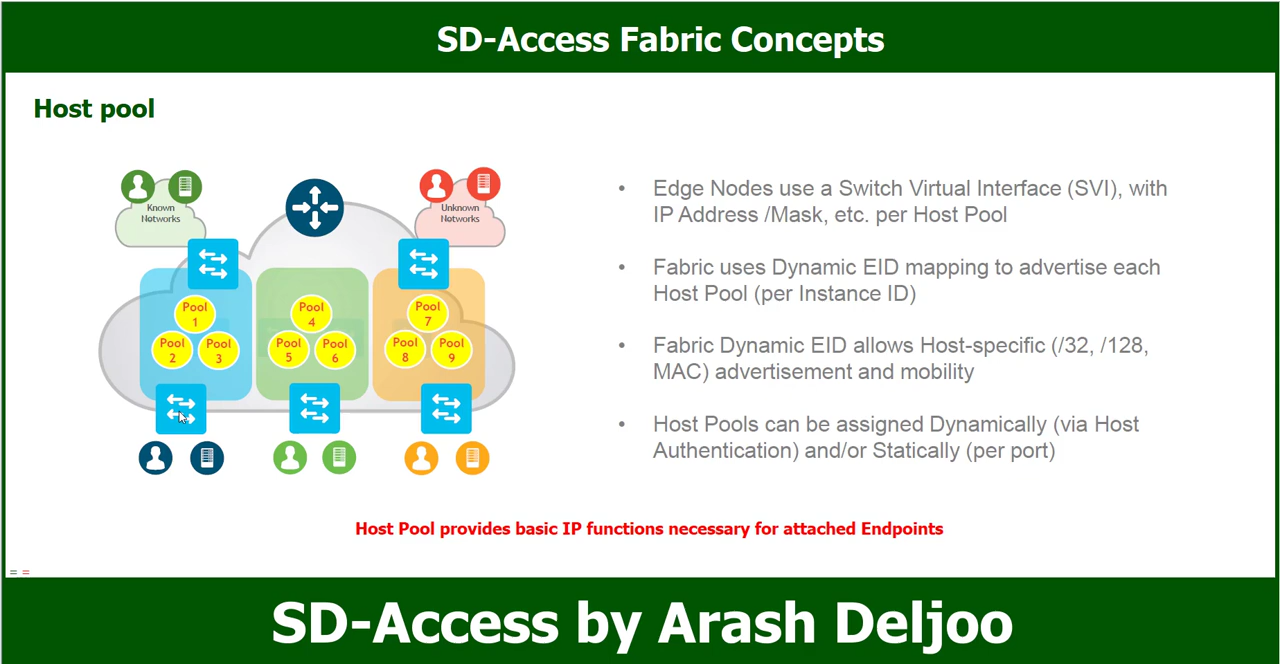 SD-Access Fabric Concepts
Host pool
Known
Networks
Unknown
Networks
Pool
1
Pool
2
Pool
3
Pool
4
Pool
5
Pool
6
Pool
7
Pool
8
Pool
9
• Edge Nodes use a Switch Virtual Interface (SVI), with
IP Address /Mask, etc. per Host Pool
• Fabric uses Dynamic EID mapping to advertise each
Host Pool (per Instance ID)
• Fabric Dynamic EID allows Host-specific (/32, /128,
MAC) advertisement and mobility
• Host Pools can be assigned Dynamically (via Host
Authentication) and/or Statically (per port)
Host Pool provides basic IP functions necessary for attached Endpoints
SD-Access by Arash Deljoo